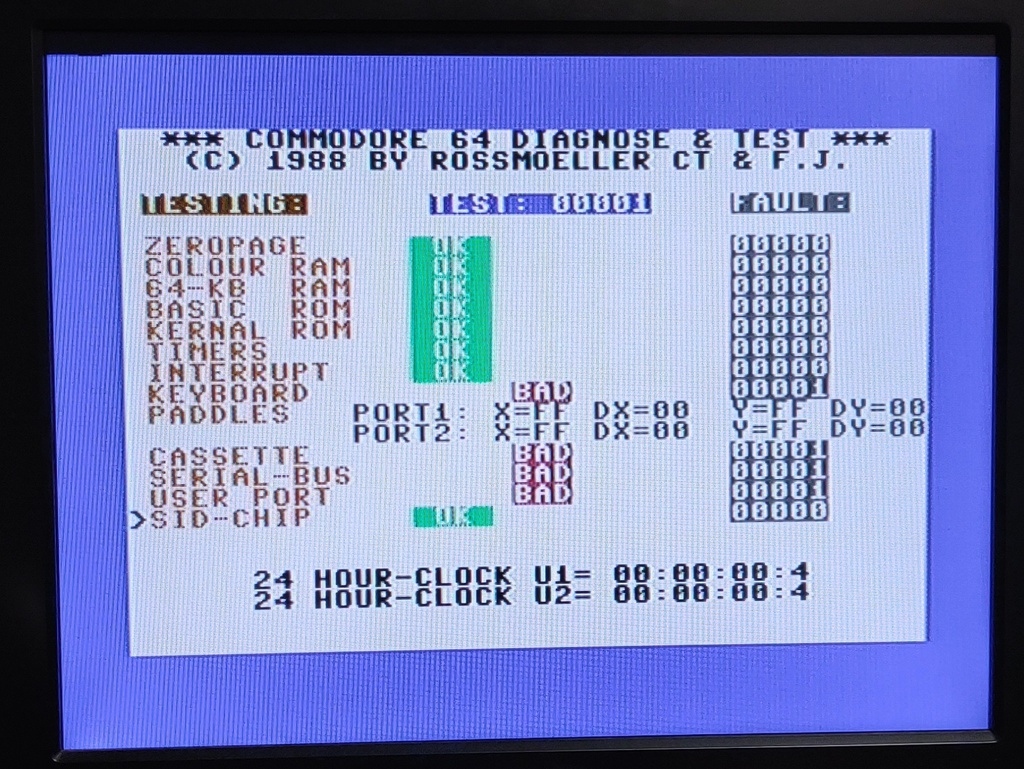 *** COMMODORE 64 DIAGNOSE & TEST ***
(C) 1988 BY ROSSMOELLER CT & F.J.
TESTING: TEST: 00001 FAULT:
ZEROPAGE OK 00000
COLOUR RAM OK 00000
64-KB RAM OK 00000
BASIC ROM OK 00000
KERNAL ROM OK 00000
TIMERS OK 00000
INTERRUPT OK 00000
KEYBOARD BAD 00001
PADDLES PORT1: X=FF DX=00 Y=FF DY=00
PORT2: X=FF DX=00 Y=FF DY=00
CASSETTE BAD 00001
SERIAL-BUS BAD 00001
USER PORT BAD 00001
>SID-CHIP OK 00000
24 HOUR-CLOCK U1= 00:00:00:4
24 HOUR-CLOCK U2= 00:00:00:4